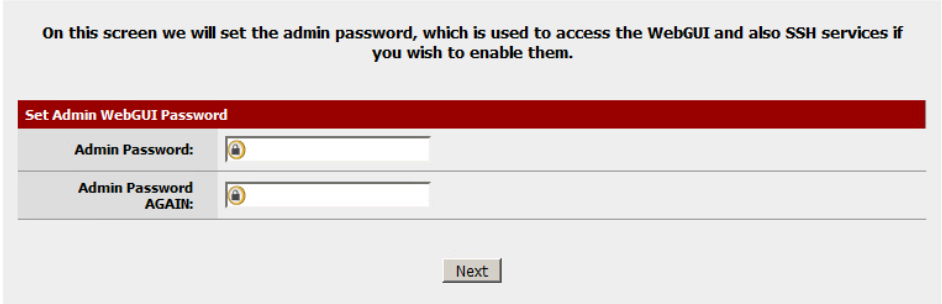 On this screen we will set the admin password, which is used to access the WebGUI and also SSH services if
you wish to enable them.
Set Admin WebGUI Password
Admin Password:
Admin Password
AGAIN:
Next